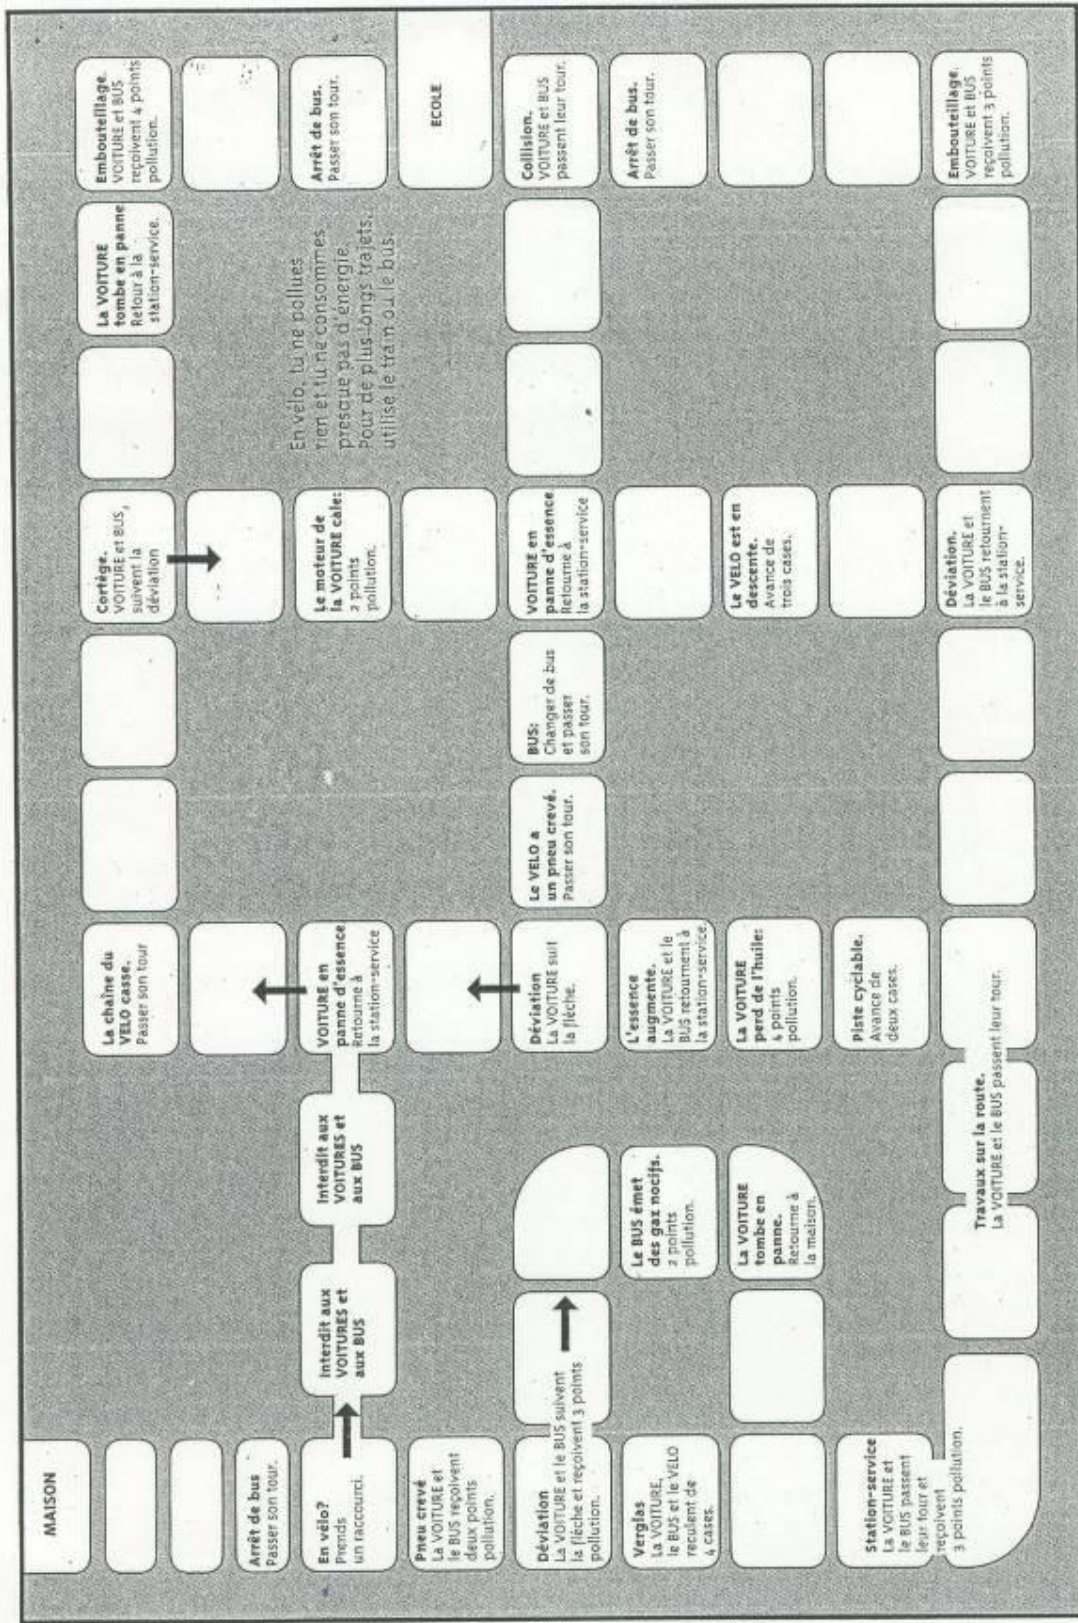 MAISON
Arrêt de bus
Passer son tour.
En vélo?
Prends
un raccourci.
Pneu crevé
La VOITURE et
le BUS reçoivent
deux points
pollution.
Déviation
La VOITURE et le BUS suivent
la flèche et reçoivent 3 points
pollution.
Verglas
La VOITURE,
le BUS et le VELO
reculent de
4 cases.
Station-service
La VOITURE et
le BUS passent
leur tour et
reçoivent
3 points pollution.
Interdit aux
VOITURES et
aux BUS
Interdit aux
VOITURES et
aux BUS
Le BUS émet
des gax nocifs.
2 points
pollution.
La VOITURE
tombe en
panne.
Retourne à
la maison.
Travaux sur la route.
La VOITURE et le BUS passent leur tour.
La chaîne du
VELO casse.
Passer son tour
VOITURE en
panne d'essence
Retourne à
la station-service
Déviation
La VOITURE suit
la flèche.
L'essence
augmente.
La VOITURE et le
BUS retournent à
la station-service.
La VOITURE
perd de l'huile:
4 points
pollution.
Piste cyclable.
Avance de
deux cases.
Le VELO a
un pneu crevé.
Passer son tour.
BUS:
Changer de bus
et passer
son tour.
Cortège.
VOITURE et BUS,
suivent la
déviation
Le moteur de
la VOITURE cale:
2 points
pollution.
VOITURE en
panne d'essence
Retourne à
la station-service
Le VELO est en
descente.
Avance de
trois cases.
Déviation.
La VOITURE et
le BUS retournent
à la station-
service.
La VOITURE
tombe en panne
Retour à la
station-service.
En vélo, tu ne pollues
rien et tu ne consommes
presque pas d'énergie.
Pour de plus longs trajets,
utilise le train ou le bus.
Embouteillage.
VOITURE et BUS
reçoivent 4 points
pollution.
Arrêt de bus.
Passer son tour.
ECOLE
Collision.
VOITURE et BUS
passent leur tour.
Arrêt de bus.
Passer son tour.
Embouteillage.
VOITURE et BUS
reçoivent 3 points
pollution.